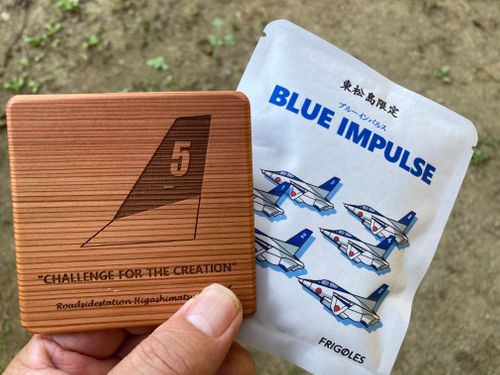 5
"CHALLENGE FOR THE CREATION"
Roadsidestation
東松島限定
ブルーインパルス
BLUE IMPULSE
FRIGOLES